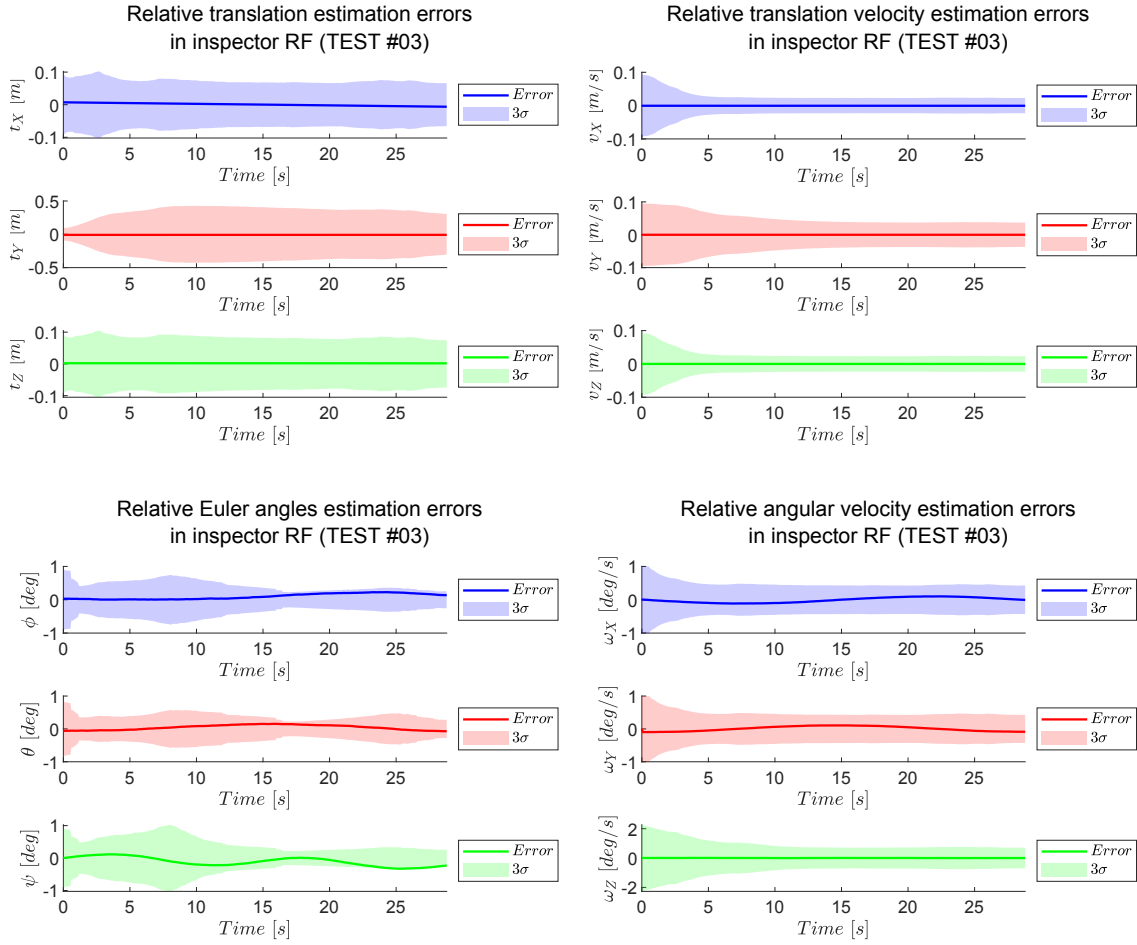 Relative translation estimation errors
in inspector RF (TEST #03)
t_X [m]
0.1
0
-0.1
0 5 10 15 20 25
Time [s]
Error
3σ
t_Y [m]
0.5
0
-0.5
0 5 10 15 20 25
Time [s]
Error
3σ
t_Z [m]
0.1
0
-0.1
0 5 10 15 20 25
Time [s]
Error
3σ
Relative translation velocity estimation errors
in inspector RF (TEST #03)
v_X [m/s]
0.1
0
-0.1
0 5 10 15 20 25
Time [s]
Error
3σ
v_Y [m/s]
0.1
0
-0.1
0 5 10 15 20 25
Time [s]
Error
3σ
v_Z [m/s]
0.1
0
-0.1
0 5 10 15 20 25
Time [s]
Error
3σ
Relative Euler angles estimation errors
in inspector RF (TEST #03)
ϕ [deg]
1
0
-1
0 5 10 15 20 25
Time [s]
Error
3σ
θ [deg]
1
0
-1
0 5 10 15 20 25
Time [s]
Error
3σ
ψ [deg]
1
0
-1
0 5 10 15 20 25
Time [s]
Error
3σ
Relative angular velocity estimation errors
in inspector RF (TEST #03)
ω_X [deg/s]
1
0
-1
0 5 10 15 20 25
Time [s]
Error
3σ
ω_Y [deg/s]
1
0
-1
0 5 10 15 20 25
Time [s]
Error
3σ
ω_Z [deg/s]
2
0
-2
0 5 10 15 20 25
Time [s]
Error
3σ